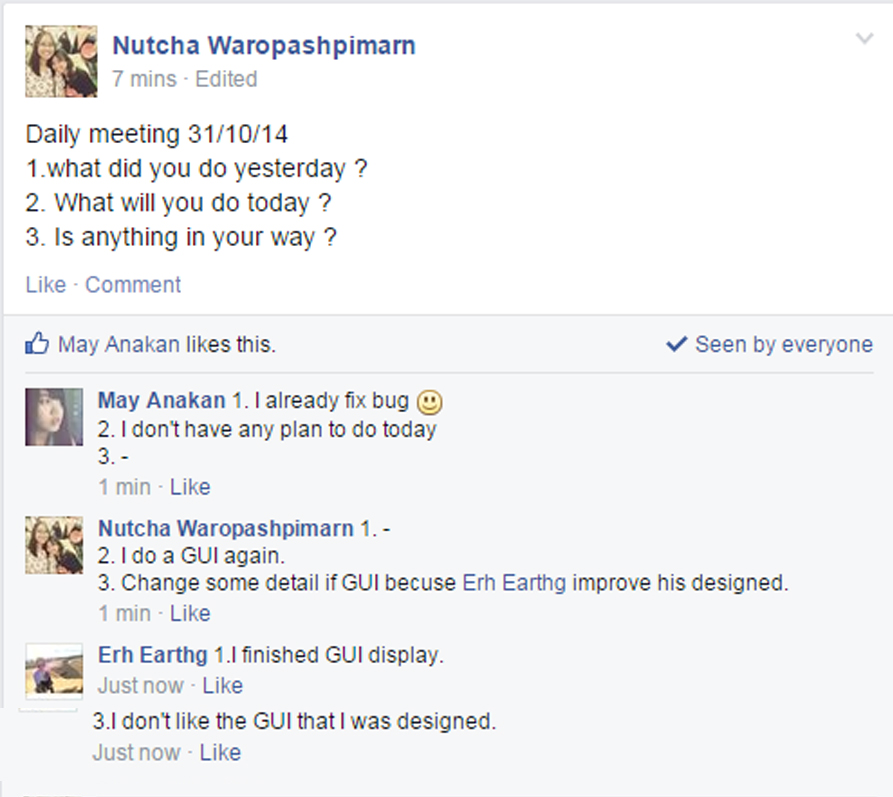 Nutcha Waropashpimarn
7 mins · Edited
Daily meeting 31/10/14
1.what did you do yesterday ?
2. What will you do today ?
3. Is anything in your way ?
Like · Comment
May Anakan likes this.
Seen by everyone
May Anakan 1. I already fix bug
2. I don't have any plan to do today
3. -
1 min · Like
Nutcha Waropashpimarn 1. -
2. I do a GUI again.
3. Change some detail if GUI becuse Erh Earthg improve his designed.
1 min · Like
Erh Earthg 1.I finished GUI display.
Just now · Like
3.I don't like the GUI that I was designed.
Just now · Like